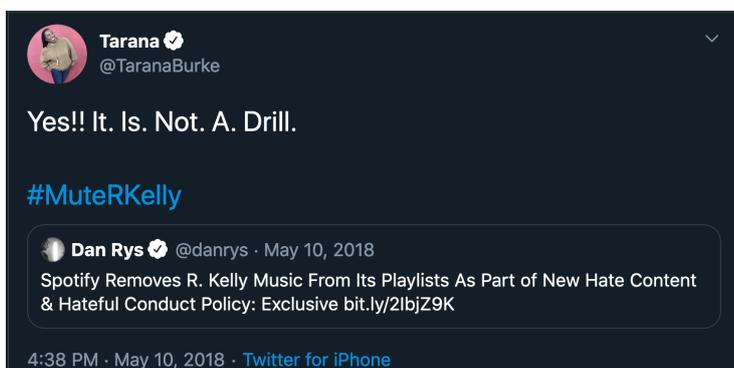 Tarana
@TaranaBurke
Yes!! It. Is. Not. A. Drill.
#MuteRKelly
Dan Rys @danrys · May 10, 2018
Spotify Removes R. Kelly Music From Its Playlists As Part of New Hate Content
& Hateful Conduct Policy: Exclusive bit.ly/2IbjZ9K
4:38 PM · May 10, 2018 · Twitter for iPhone